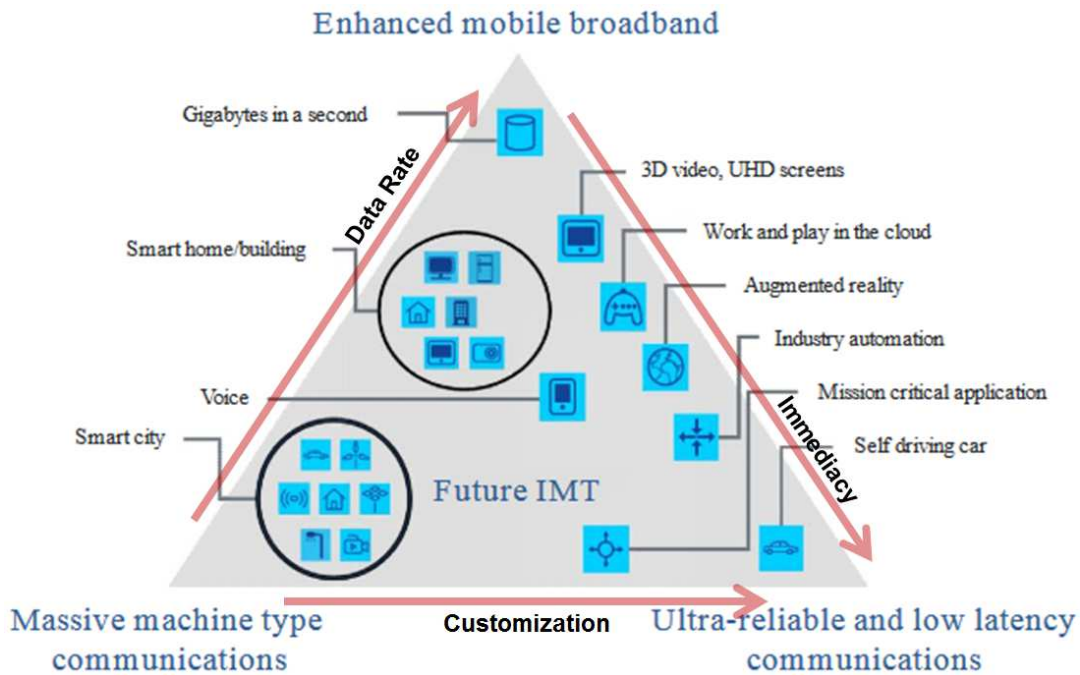 Enhanced mobile broadband
Gigabytes in a second
Data Rate
3D video, UHD screens
Smart home/building
Work and play in the cloud
Augmented reality
Industry automation
Voice
Mission critical application
Immediacy
Smart city
Self driving car
Future IMT
Massive machine type
communications
Customization
Ultra-reliable and low latency
communications